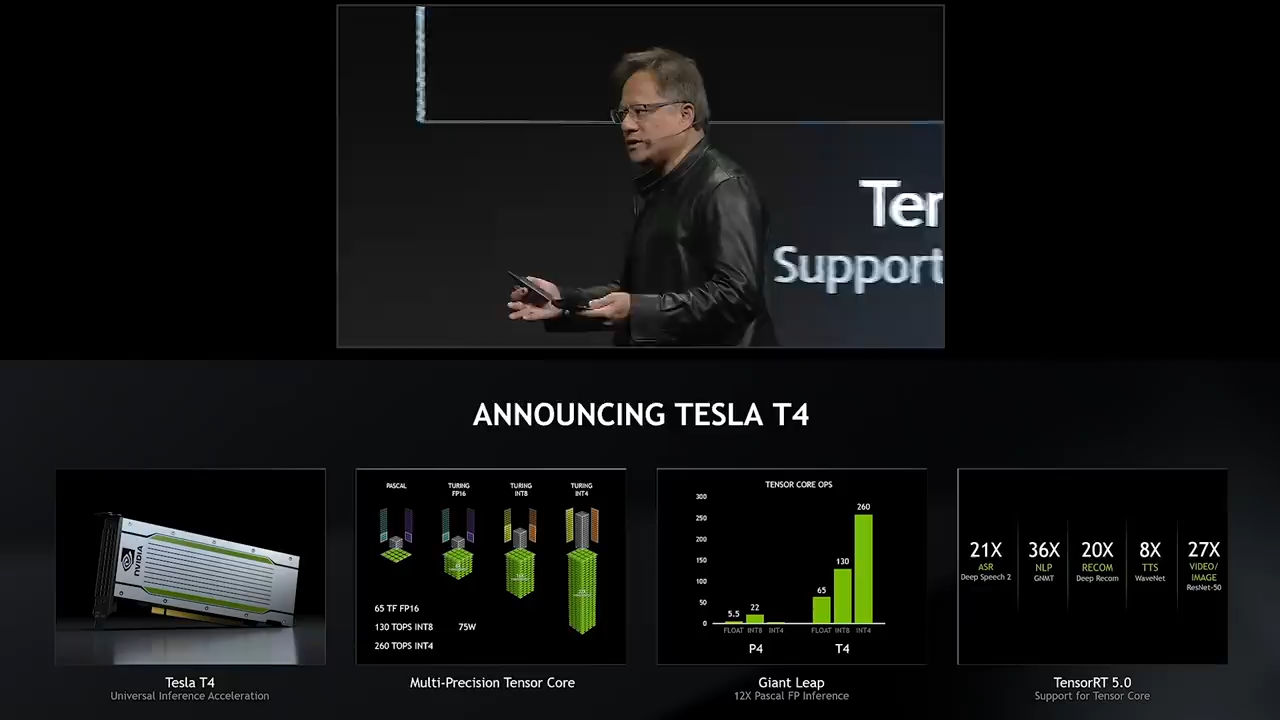 Ter
Support
ANNOUNCING TESLA T4
NVIDIA
Tesla T4
Universal Inference Acceleration
PASCAL
TURING FP16
TURING INT8
TURING INT4
65 TF FP16
130 TOPS INT8 75W
260 TOPS INT4
Multi-Precision Tensor Core
TENSOR CORE OPS
300
250
200
150
100
50
0
5.5
22
65
130
260
FLOAT INT8 INT4
FLOAT INT8 INT4
P4
T4
Giant Leap
12X Pascal FP Inference
21X
ASR
Deep Speech 2
36X
NLP
GNMT
20X
RECOM
Deep Recom
8X
TTS
WaveNet
27X
VIDEO/
IMAGE
ResNet-50
TensorRT 5.0
Support for Tensor Core